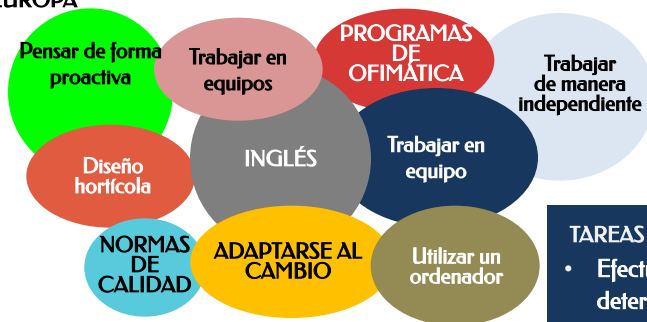 EUROPA
Pensar de forma
proactiva
Trabajar en
equipos
PROGRAMAS
DE
OFIMÁTICA
Trabajar
de manera
independiente
Diseño
hortícola
INGLÉS
Trabajar en
equipo
NORMAS
DE
CALIDAD
ADAPTARSE AL
CAMBIO
Utilizar un
ordenador
TAREAS
•